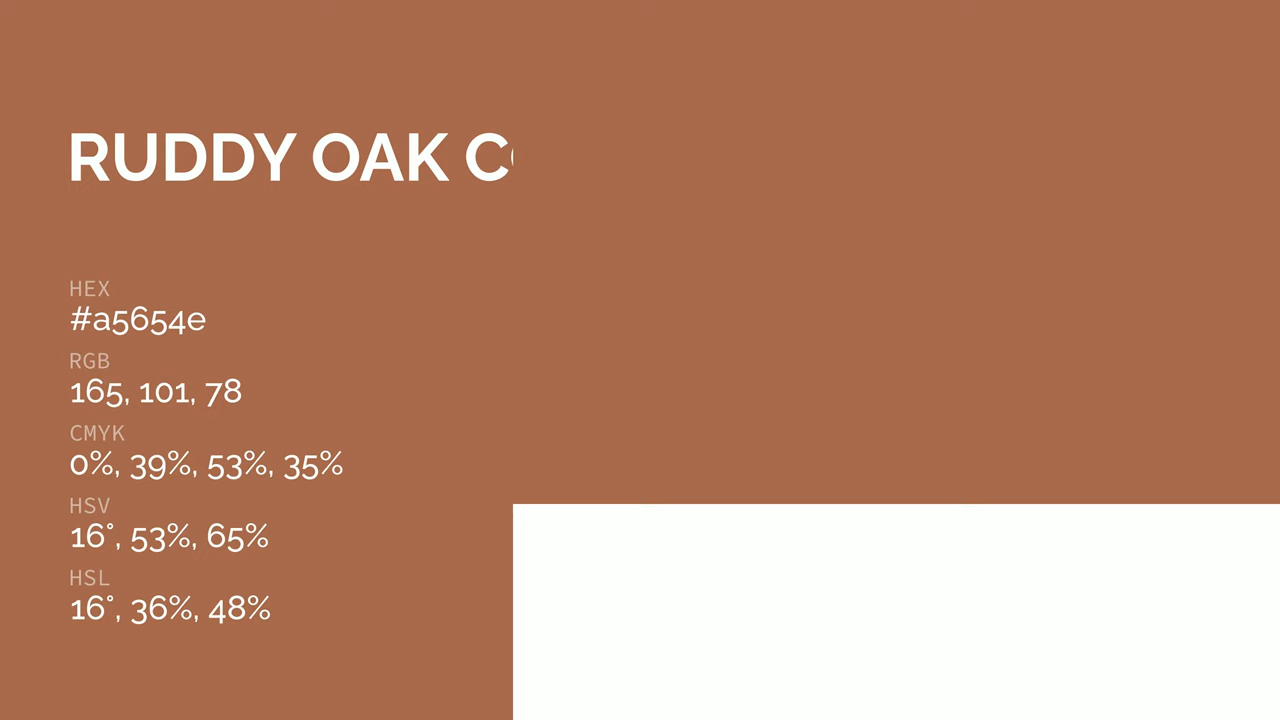 RUDDY OAK C
HEX
#a5654e
RGB
165, 101, 78
CMYK
0%, 39%, 53%, 35%
HSV
16°, 53%, 65%
HSL
16°, 36%, 48%